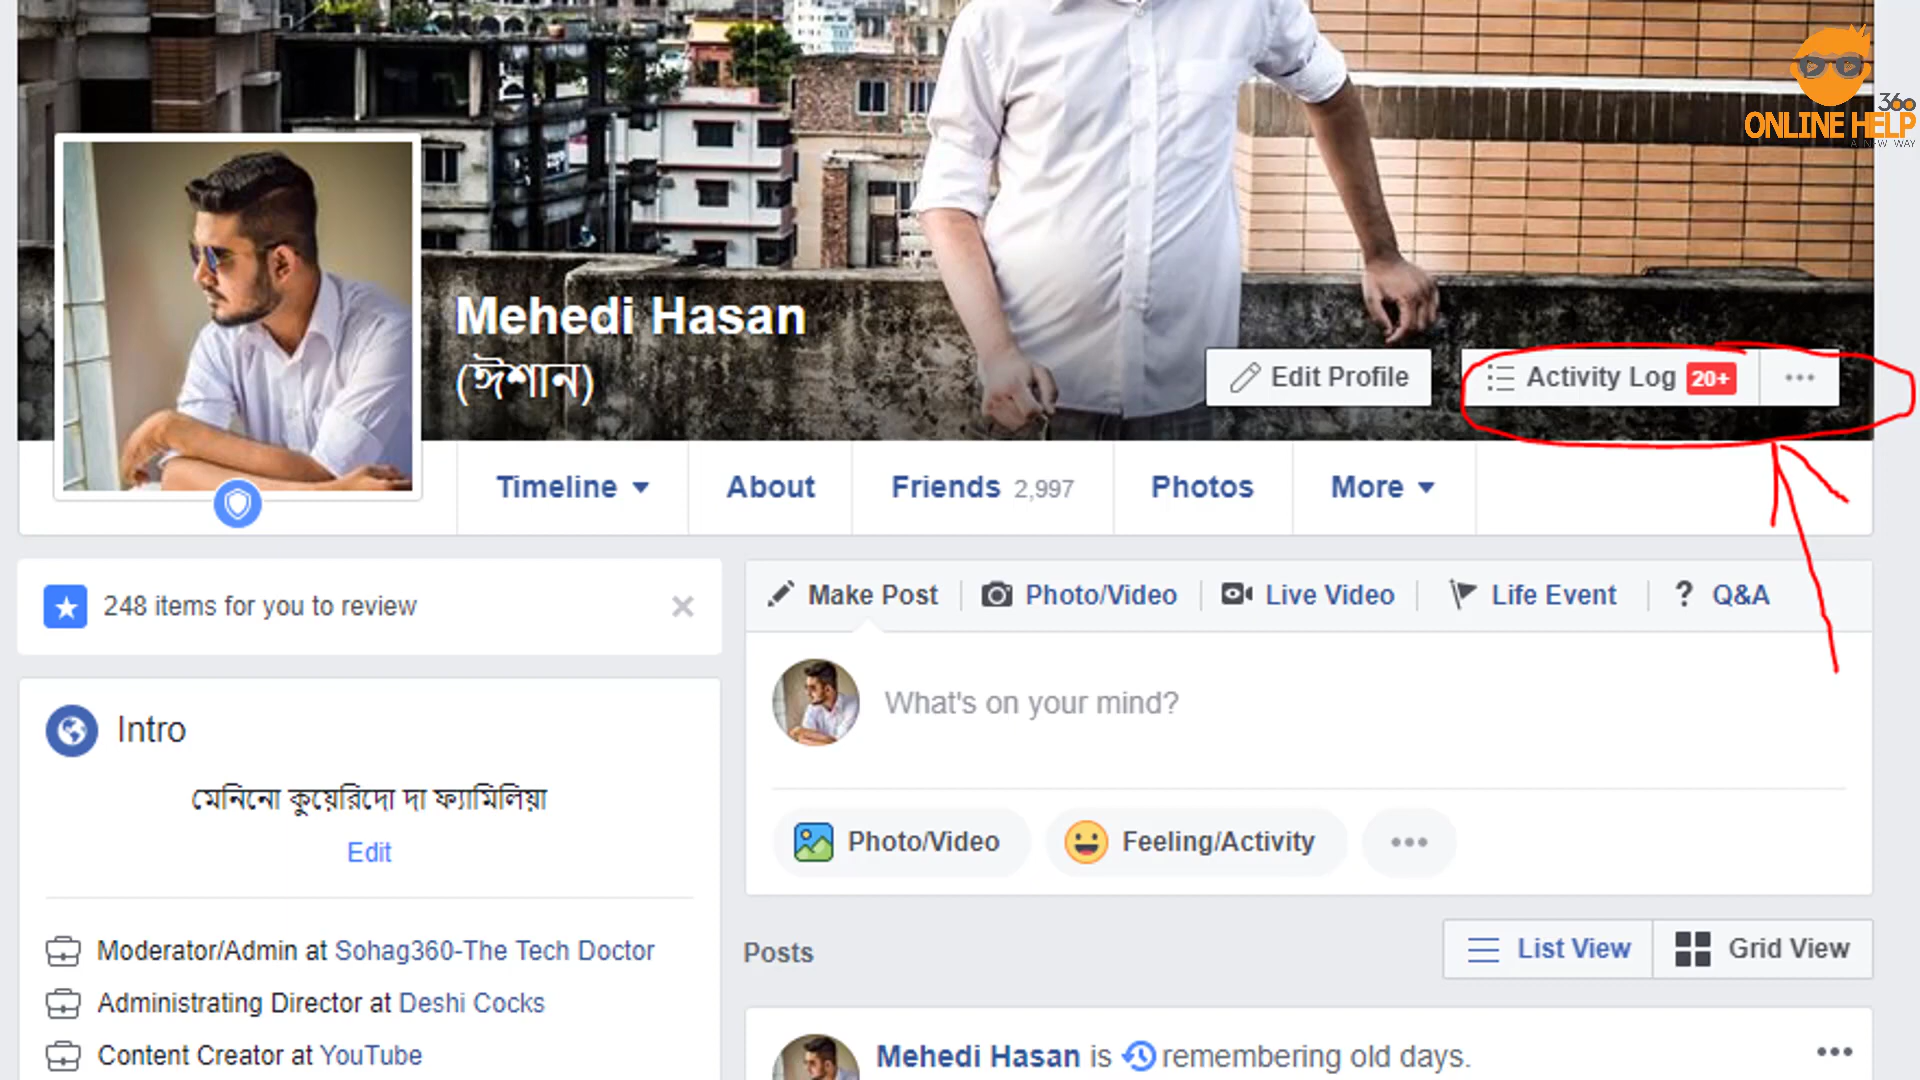 360
ONLINE HELP
A NEW WAY
Mehedi Hasan
(ঈশান)
Edit Profile
Activity Log 20+
Timeline
About
Friends 2,997
Photos
More
248 items for you to review
Make Post
Photo/Video
Live Video
Life Event
? Q&A
What's on your mind?
Intro
মেনিনো কুয়েরিদো দা ফ্যামিলিয়া
Edit
Photo/Video
Feeling/Activity
Moderator/Admin at Sohag360-The Tech Doctor
Administrating Director at Deshi Cocks
Content Creator at YouTube
Posts
List View
Grid View
Mehedi Hasan is remembering old days.